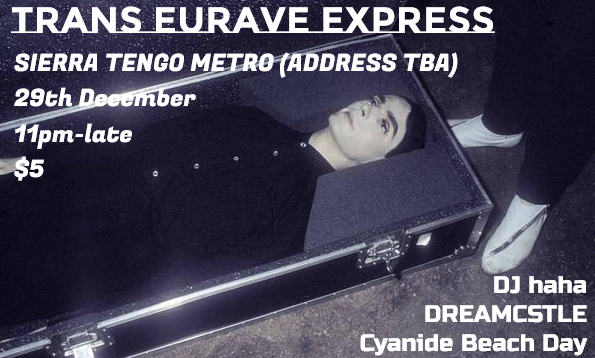 TRANS EURAVE EXPRESS
SIERRA TENGO METRO (ADDRESS TBA)
29th December
11pm-late
$5
DJ haha
DREAMCSTLE
Cyanide Beach Day